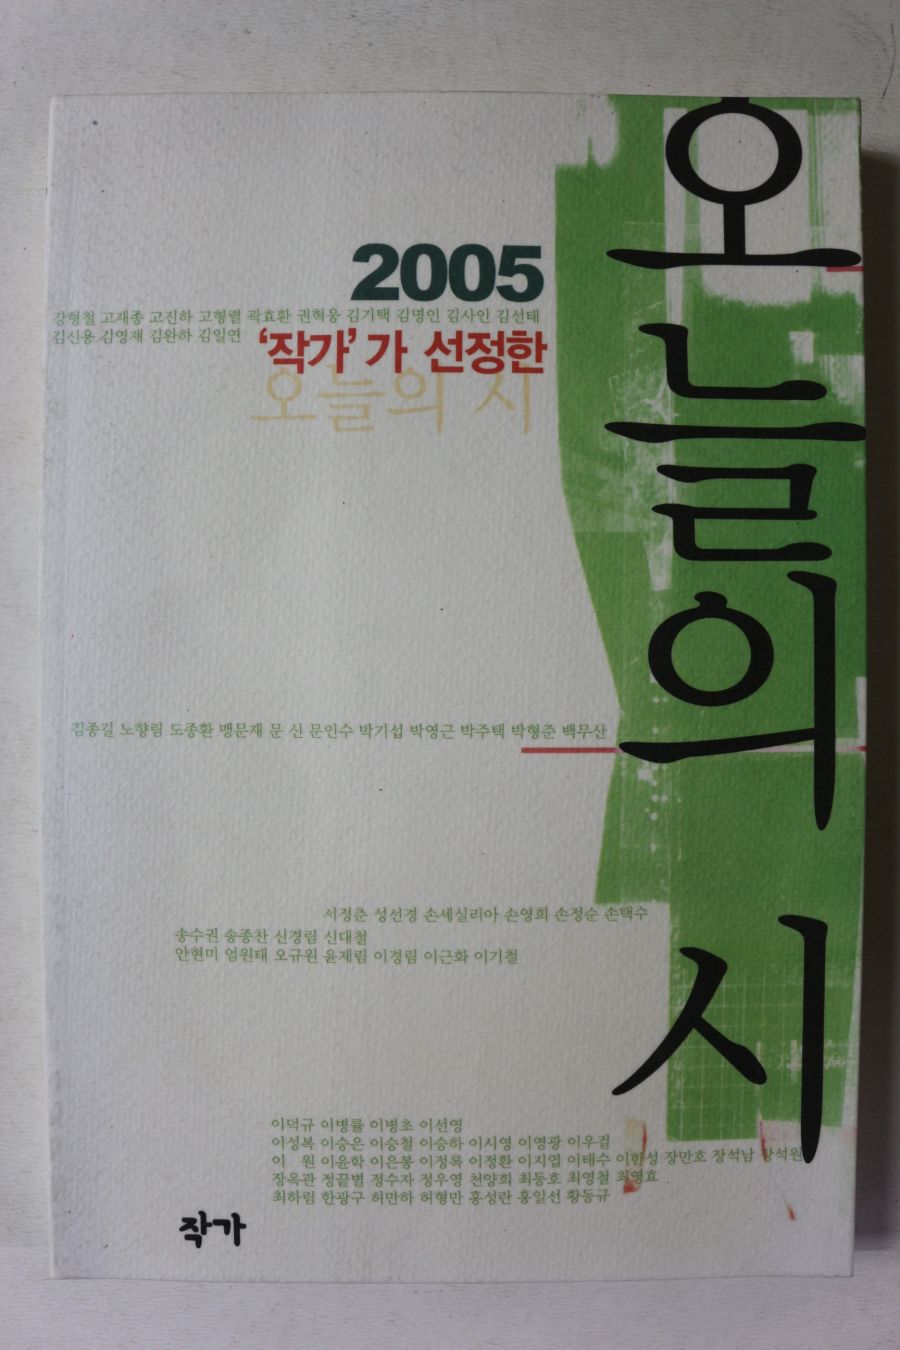 오늘의 시
2005
강형철 고재종 고진하 고형렬 곽효환 권혁웅 김기택 김명인 김사인 김선태
김신용 김영재 김완하 김일연
‘작가’가 선정한
오늘의 시
김종길 노향림 도종환 맹문재 문 신 문인수 박기섭 박영근 박주택 박형준 백무산
서정춘 성선경 손세실리아 손영희 손정순 손택수
송수권 송종찬 신경림 신대철
안현미 엄원태 오규원 윤제림 이경림 이근화 이기철
이덕규 이병률 이병초 이선영
이성복 이승은 이승철 이승하 이시영 이영광 이우걸
이 원 이윤학 이은봉 이정록 이정환 이지엽 이태수 이한성 장만호 장석남 장석원
장옥관 정끝별 정수자 정우영 천양희 최동호 최영철 최영효
최하림 한광구 허만하 허형만 홍성란 홍일선 황동규
작가